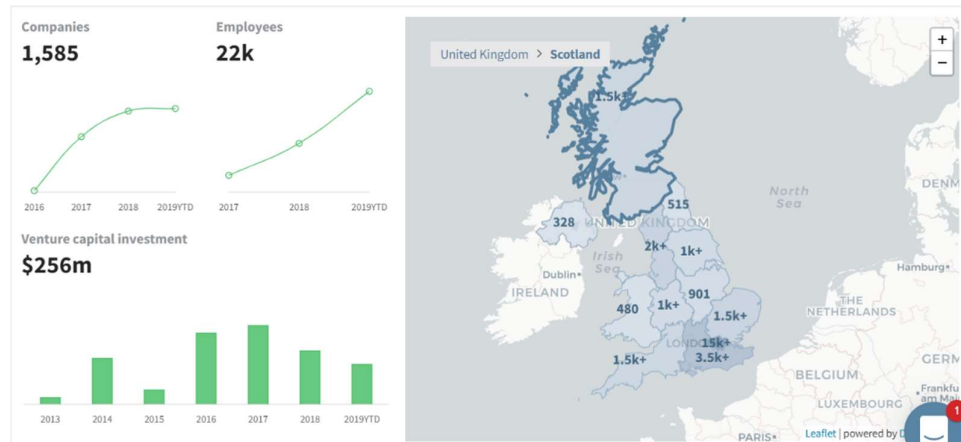 Companies
1,585
2016 2017 2018 2019YTD
Employees
22k
2017 2018 2019YTD
Venture capital investment
$256m
2013 2014 2015 2016 2017 2018 2019YTD
United Kingdom > Scotland
+
−
1.5k+
North
Sea
DENM
515
328
UNITED KINGDOM
2k+
1k+
Irish
Sea
Dublin
Hamburg
IRELAND
901
480
1k+
1.5k+
THE
NETHERLANDS
LONDO
15k+
3.5k+
1.5k+
GERM
BELGIUM
Frankfu
am Mai
LUXEMBOURG
1
PARIS
Leaflet | powered by